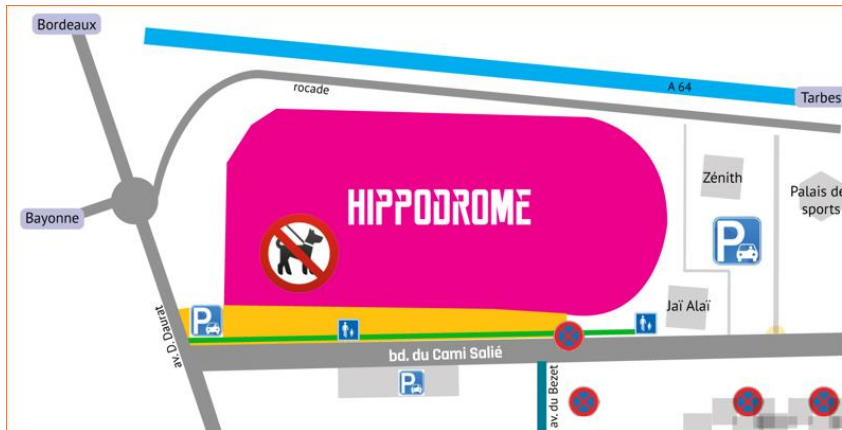 Bordeaux
A 64
rocade
Tarbes
Zénith
Palais de
sports
HIPPODROME
Bayonne
P
Jaï Alaï
P
av. D. Daurat
bd. du Cami Salié
P
av. du Bezet